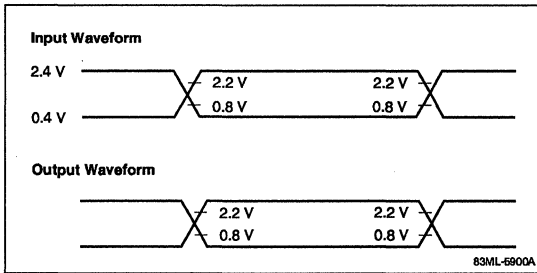 Input Waveform
2.4 V
2.2 V 2.2 V
0.8 V 0.8 V
0.4 V
Output Waveform
2.2 V 2.2 V
0.8 V 0.8 V
83ML-5900A